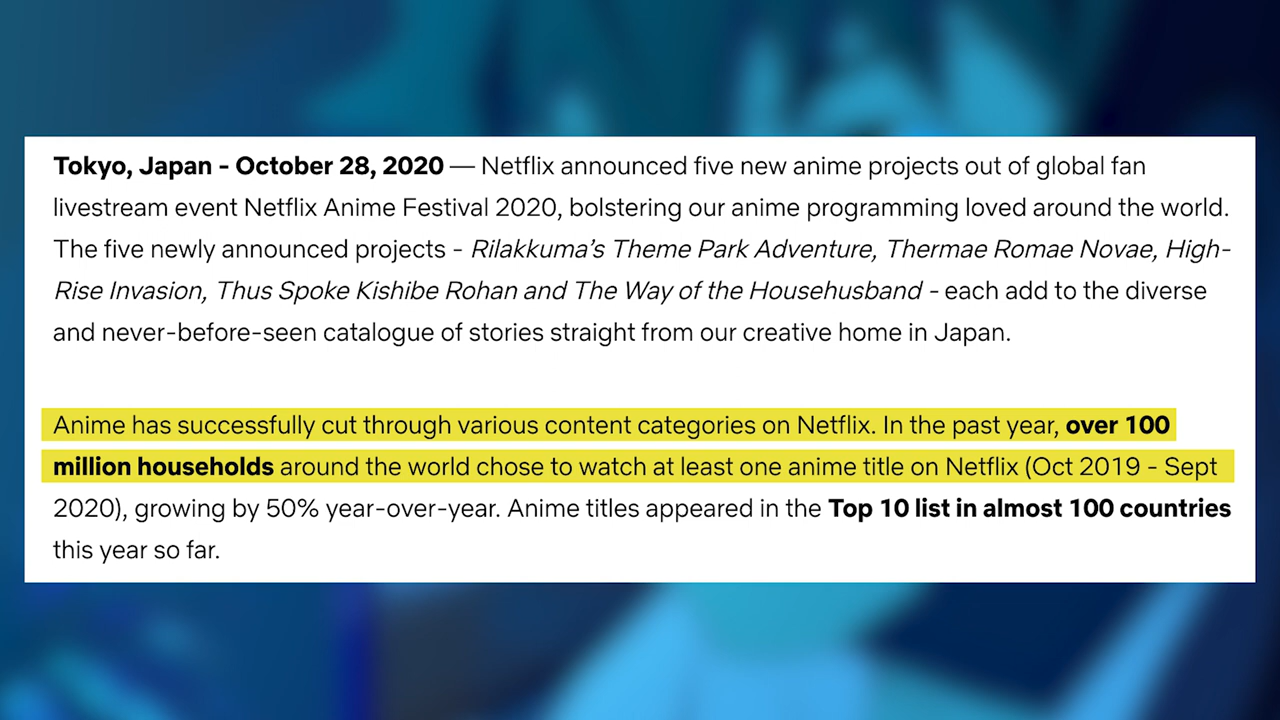 Tokyo, Japan - October 28, 2020 — Netflix announced five new anime projects out of global fan
livestream event Netflix Anime Festival 2020, bolstering our anime programming loved around the world.
The five newly announced projects - Rilakkuma’s Theme Park Adventure, Thermae Romae Novae, High-
Rise Invasion, Thus Spoke Kishibe Rohan and The Way of the Househusband - each add to the diverse
and never-before-seen catalogue of stories straight from our creative home in Japan.
Anime has successfully cut through various content categories on Netflix. In the past year, over 100
million households around the world chose to watch at least one anime title on Netflix (Oct 2019 - Sept
2020), growing by 50% year-over-year. Anime titles appeared in the Top 10 list in almost 100 countries
this year so far.